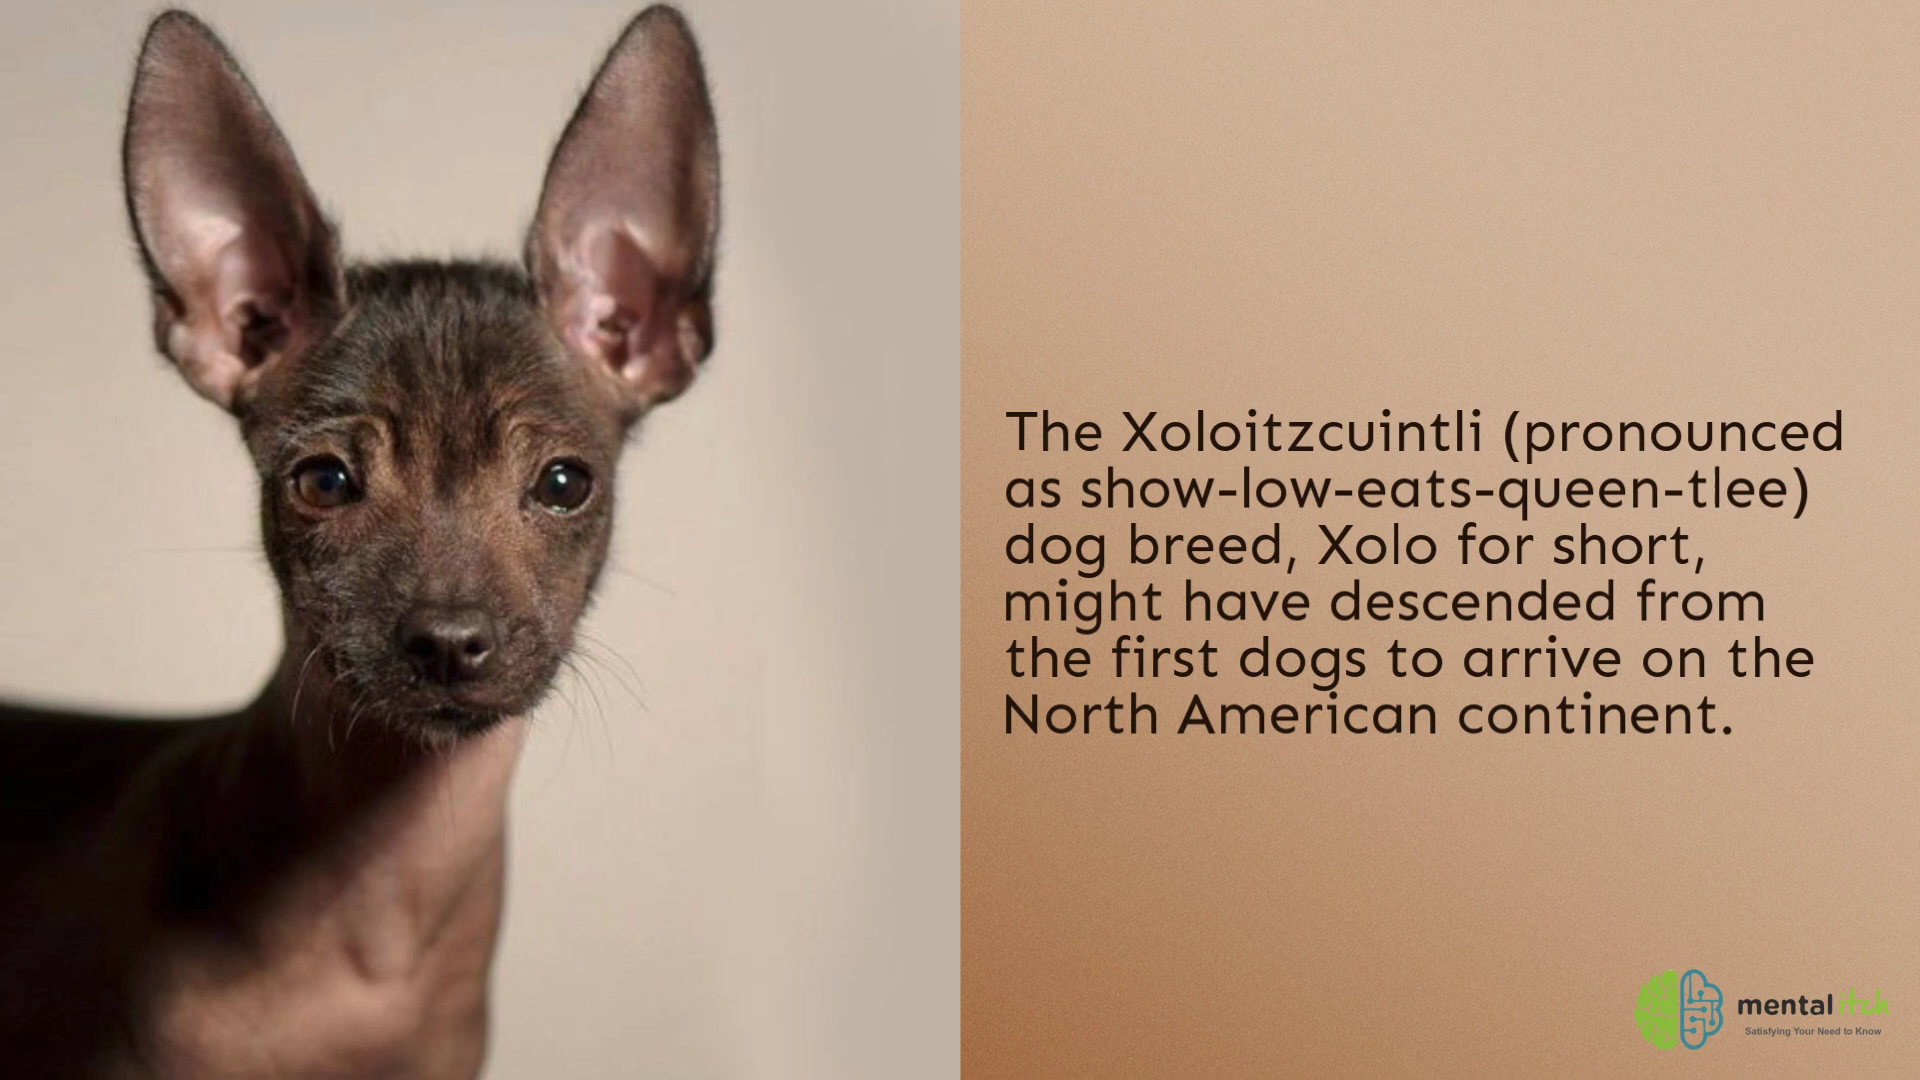 The Xoloitzcuintli (pronounced
as show-low-eats-queen-tlee)
dog breed, Xolo for short,
might have descended from
the first dogs to arrive on the
North American continent.
mental itch
Satisfying Your Need to Know